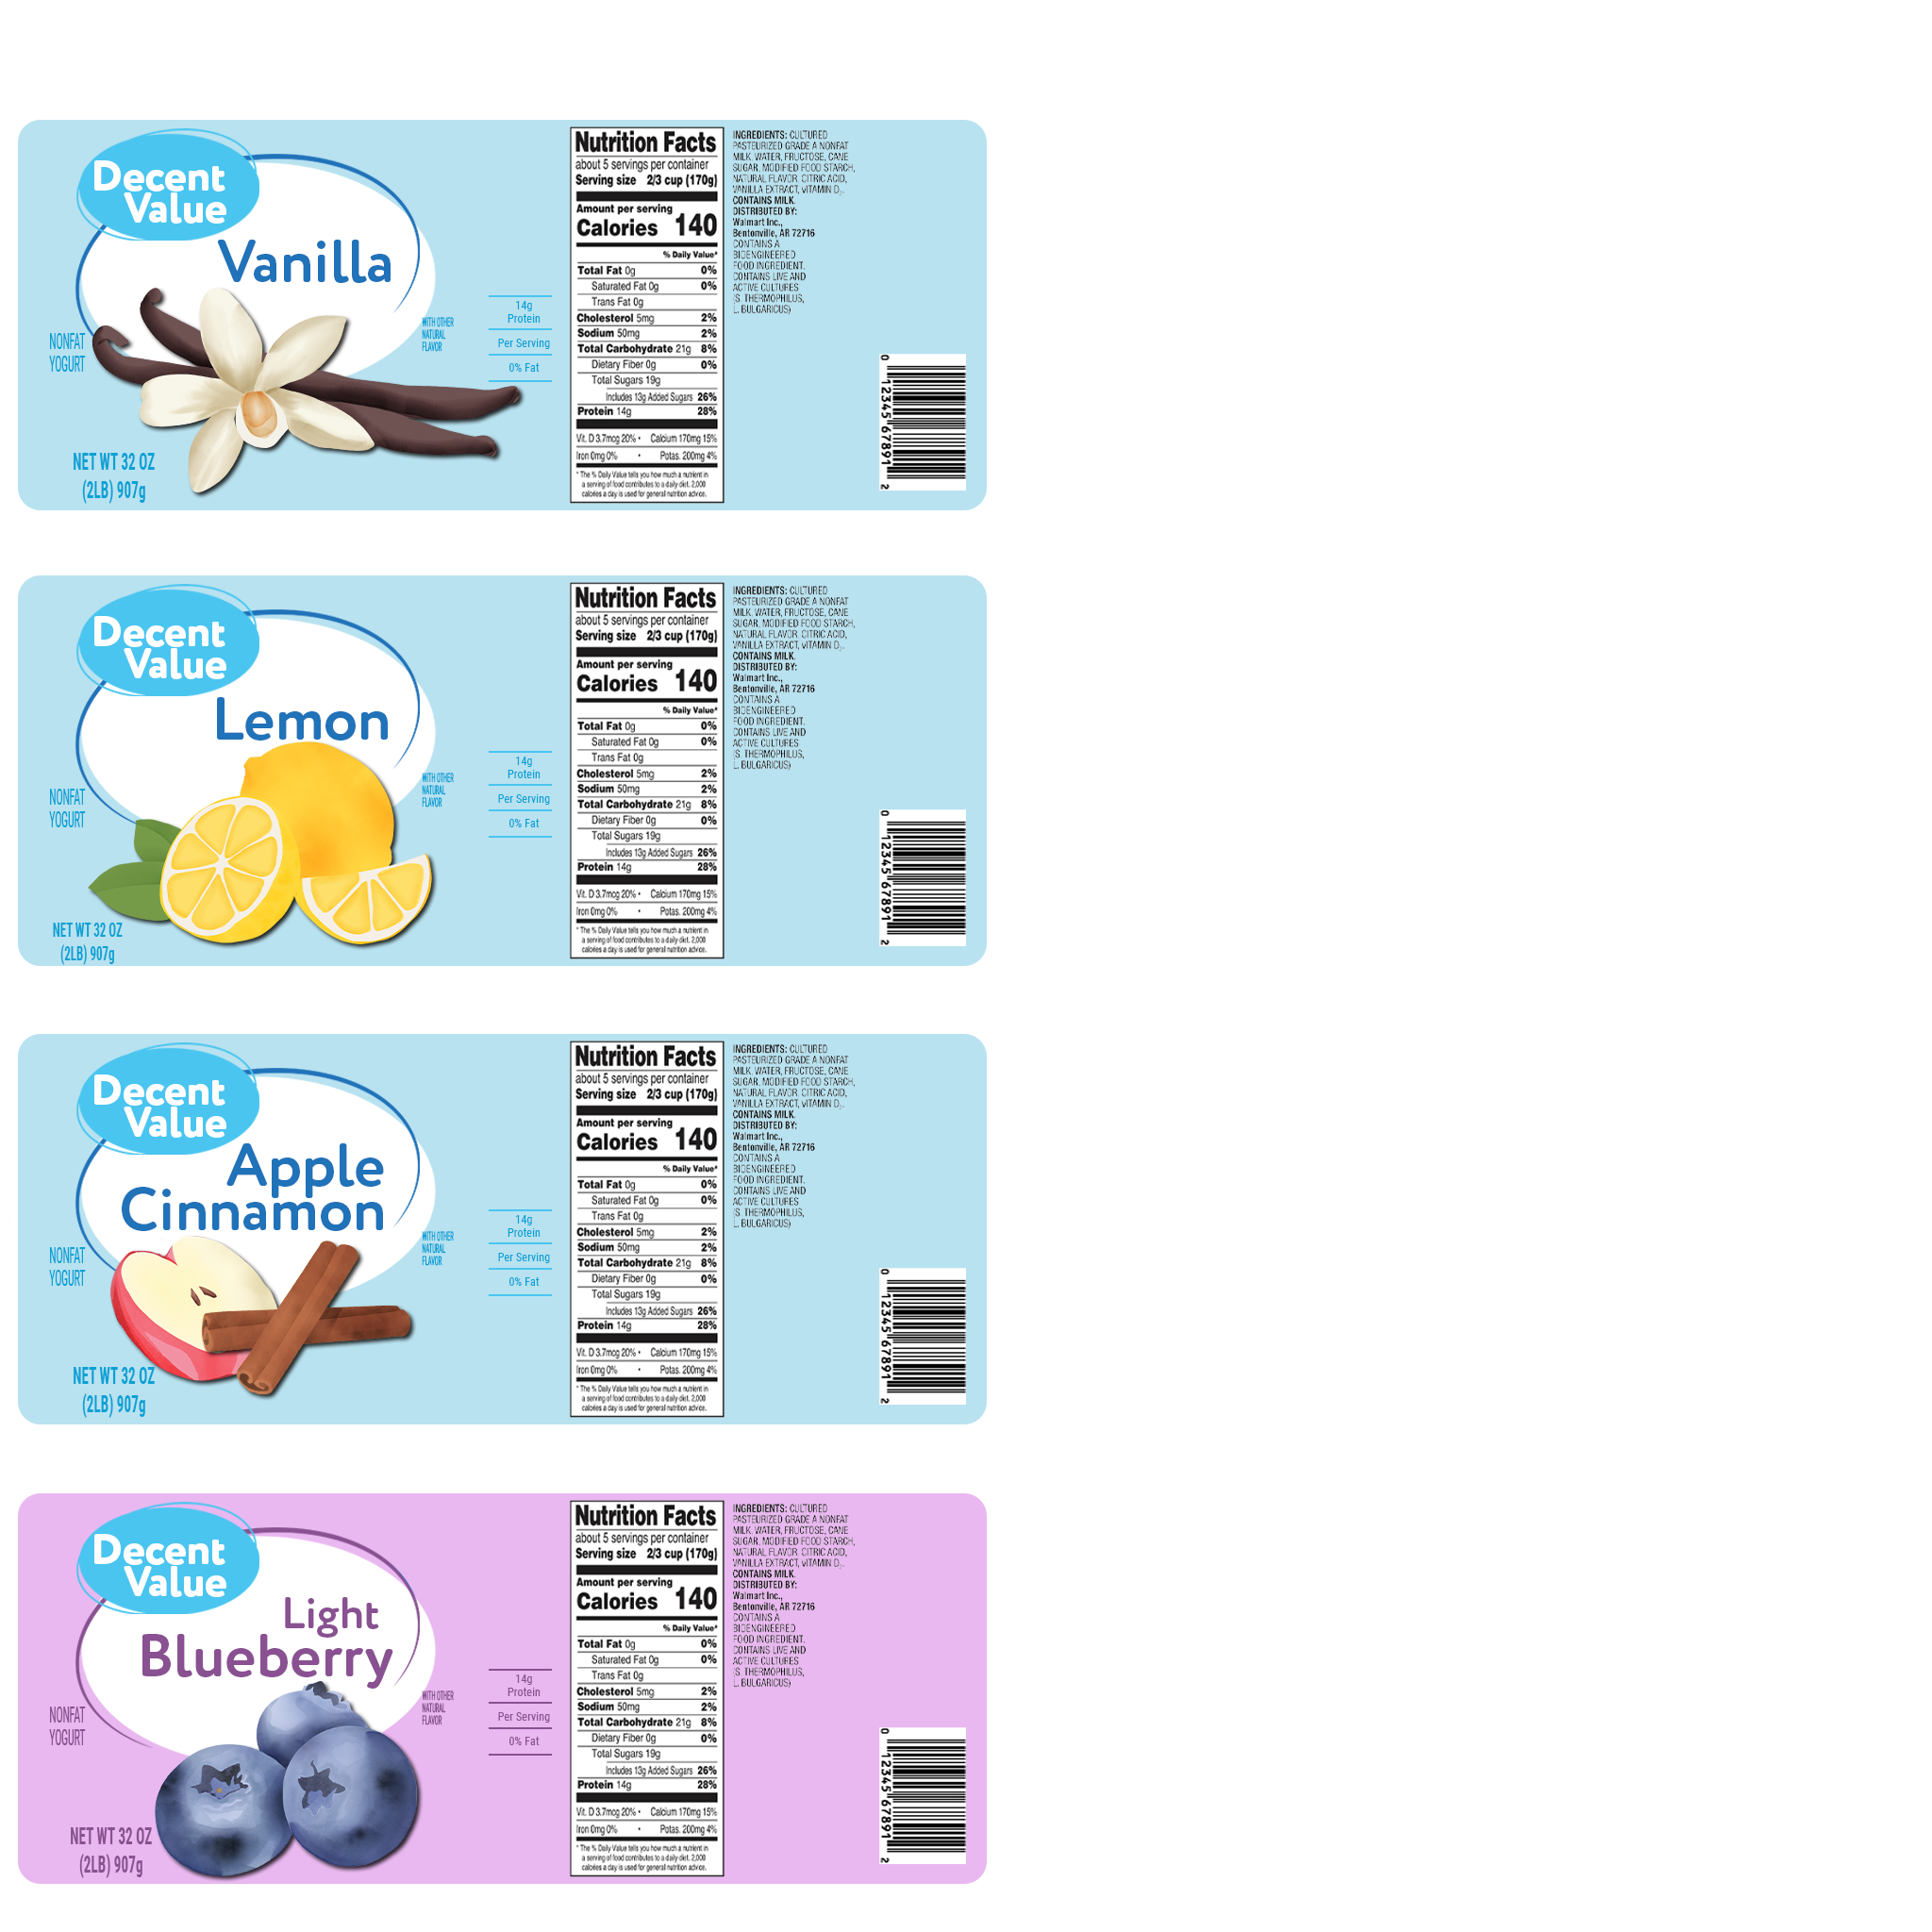 Decent
Value
Vanilla
NONFAT
YOGURT
WITH OTHER
NATURAL
FLAVOR
14g
Protein
Per Serving
0% Fat
NET WT 32 OZ
(2LB) 907g
Nutrition Facts
about 5 servings per container
Serving size 2/3 cup (170g)
Amount per serving
Calories 140
% Daily Value*
Total Fat 0g 0%
Saturated Fat 0g 0%
Trans Fat 0g
Cholesterol 5mg 2%
Sodium 50mg 2%
Total Carbohydrate 21g 8%
Dietary Fiber 0g 0%
Total Sugars 19g
Includes 13g Added Sugars 26%
Protein 14g 28%
Vit. D 3.7mcg 20% • Calcium 170mg 15%
Iron 0mg 0% • Potas. 200mg 4%
* The % Daily Value tells you how much a nutrient in
a serving of food contributes to a daily diet. 2,000
calories a day is used for general nutrition advice.
INGREDIENTS: CULTURED
PASTEURIZED GRADE A NONFAT
MILK, WATER, FRUCTOSE, CANE
SUGAR, MODIFIED FOOD STARCH,
NATURAL FLAVOR, CITRIC ACID,
VANILLA EXTRACT, VITAMIN D3.
CONTAINS MILK.
DISTRIBUTED BY:
Walmart Inc.,
Bentonville, AR 72716
CONTAINS A
BIOENGINEERED
FOOD INGREDIENT.
CONTAINS LIVE AND
ACTIVE CULTURES
(S. THERMOPHILUS,
L. BULGARICUS)
0 12345 67891 2
Decent
Value
Lemon
NONFAT
YOGURT
WITH OTHER
NATURAL
FLAVOR
14g
Protein
Per Serving
0% Fat
NET WT 32 OZ
(2LB) 907g
Nutrition Facts
about 5 servings per container
Serving size 2/3 cup (170g)
Amount per serving
Calories 140
% Daily Value*
Total Fat 0g 0%
Saturated Fat 0g 0%
Trans Fat 0g
Cholesterol 5mg 2%
Sodium 50mg 2%
Total Carbohydrate 21g 8%
Dietary Fiber 0g 0%
Total Sugars 19g
Includes 13g Added Sugars 26%
Protein 14g 28%
Vit. D 3.7mcg 20% • Calcium 170mg 15%
Iron 0mg 0% • Potas. 200mg 4%
* The % Daily Value tells you how much a nutrient in
a serving of food contributes to a daily diet. 2,000
calories a day is used for general nutrition advice.
INGREDIENTS: CULTURED
PASTEURIZED GRADE A NONFAT
MILK, WATER, FRUCTOSE, CANE
SUGAR, MODIFIED FOOD STARCH,
NATURAL FLAVOR, CITRIC ACID,
VANILLA EXTRACT, VITAMIN D3.
CONTAINS MILK.
DISTRIBUTED BY:
Walmart Inc.,
Bentonville, AR 72716
CONTAINS A
BIOENGINEERED
FOOD INGREDIENT.
CONTAINS LIVE AND
ACTIVE CULTURES
(S. THERMOPHILUS,
L. BULGARICUS)
0 12345 67891 2
Decent
Value
Apple
Cinnamon
NONFAT
YOGURT
WITH OTHER
NATURAL
FLAVOR
14g
Protein
Per Serving
0% Fat
NET WT 32 OZ
(2LB) 907g
Nutrition Facts
about 5 servings per container
Serving size 2/3 cup (170g)
Amount per serving
Calories 140
% Daily Value*
Total Fat 0g 0%
Saturated Fat 0g 0%
Trans Fat 0g
Cholesterol 5mg 2%
Sodium 50mg 2%
Total Carbohydrate 21g 8%
Dietary Fiber 0g 0%
Total Sugars 19g
Includes 13g Added Sugars 26%
Protein 14g 28%
Vit. D 3.7mcg 20% • Calcium 170mg 15%
Iron 0mg 0% • Potas. 200mg 4%
* The % Daily Value tells you how much a nutrient in
a serving of food contributes to a daily diet. 2,000
calories a day is used for general nutrition advice.
INGREDIENTS: CULTURED
PASTEURIZED GRADE A NONFAT
MILK, WATER, FRUCTOSE, CANE
SUGAR, MODIFIED FOOD STARCH,
NATURAL FLAVOR, CITRIC ACID,
VANILLA EXTRACT, VITAMIN D3.
CONTAINS MILK.
DISTRIBUTED BY:
Walmart Inc.,
Bentonville, AR 72716
CONTAINS A
BIOENGINEERED
FOOD INGREDIENT.
CONTAINS LIVE AND
ACTIVE CULTURES
(S. THERMOPHILUS,
L. BULGARICUS)
0 12345 67891 2
Decent
Value
Light
Blueberry
NONFAT
YOGURT
WITH OTHER
NATURAL
FLAVOR
14g
Protein
Per Serving
0% Fat
NET WT 32 OZ
(2LB) 907g
Nutrition Facts
about 5 servings per container
Serving size 2/3 cup (170g)
Amount per serving
Calories 140
% Daily Value*
Total Fat 0g 0%
Saturated Fat 0g 0%
Trans Fat 0g
Cholesterol 5mg 2%
Sodium 50mg 2%
Total Carbohydrate 21g 8%
Dietary Fiber 0g 0%
Total Sugars 19g
Includes 13g Added Sugars 26%
Protein 14g 28%
Vit. D 3.7mcg 20% • Calcium 170mg 15%
Iron 0mg 0% • Potas. 200mg 4%
* The % Daily Value tells you how much a nutrient in
a serving of food contributes to a daily diet. 2,000
calories a day is used for general nutrition advice.
INGREDIENTS: CULTURED
PASTEURIZED GRADE A NONFAT
MILK, WATER, FRUCTOSE, CANE
SUGAR, MODIFIED FOOD STARCH,
NATURAL FLAVOR, CITRIC ACID,
VANILLA EXTRACT, VITAMIN D3.
CONTAINS MILK.
DISTRIBUTED BY:
Walmart Inc.,
Bentonville, AR 72716
CONTAINS A
BIOENGINEERED
FOOD INGREDIENT.
CONTAINS LIVE AND
ACTIVE CULTURES
(S. THERMOPHILUS,
L. BULGARICUS)
0 12345 67891 2